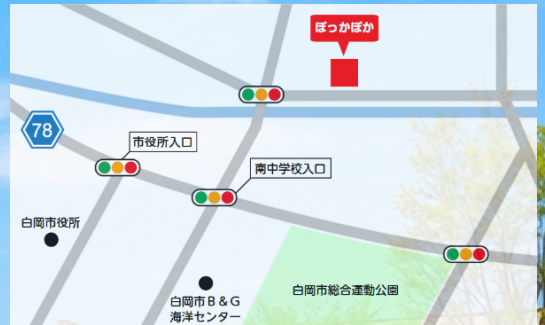 ぽっかぽか
78
市役所入口
南中学校入口
白岡市役所
白岡市総合運動公園
白岡市B&G
海洋センター